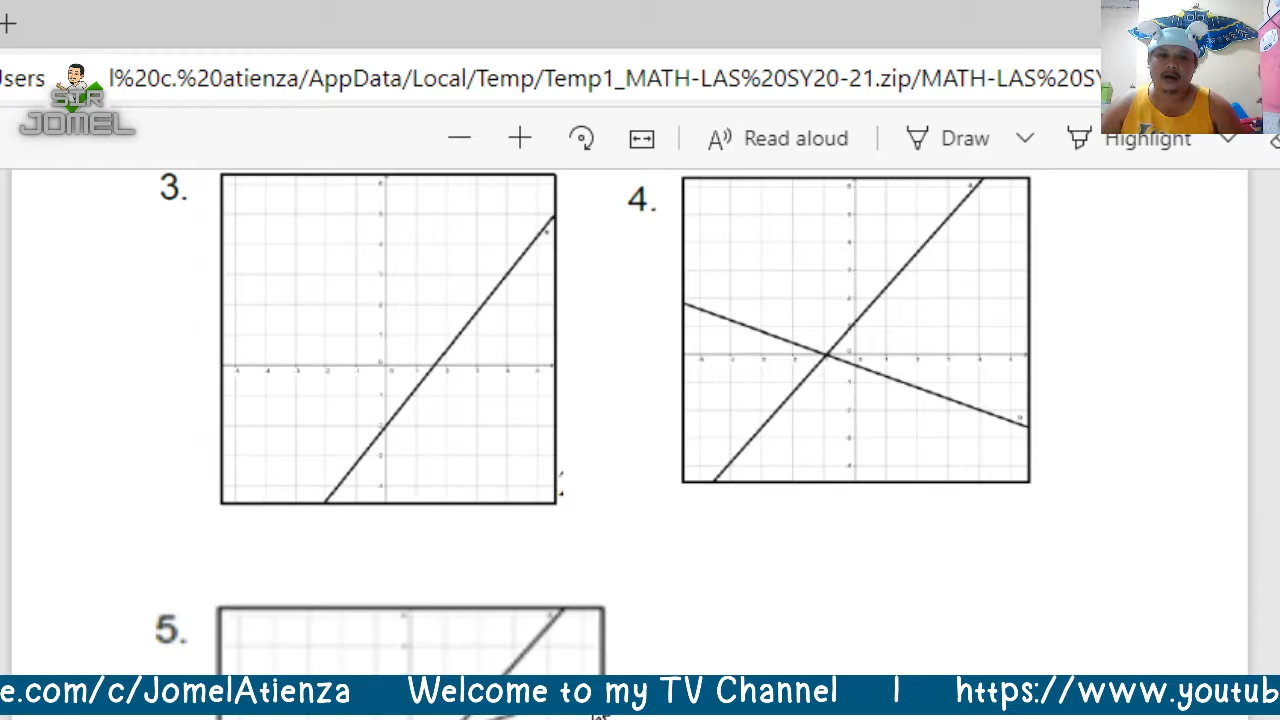 Users l%20c.%20atienza/AppData/Local/Temp/Temp1_MATH-LAS%20SY20-21.zip/MATH-LAS%20SY
SIR
JOMEL
Read aloud
Draw
Highlight
3.
4.
5.
e.com/c/JomelAtienza Welcome to my TV Channel l https://www.youtub